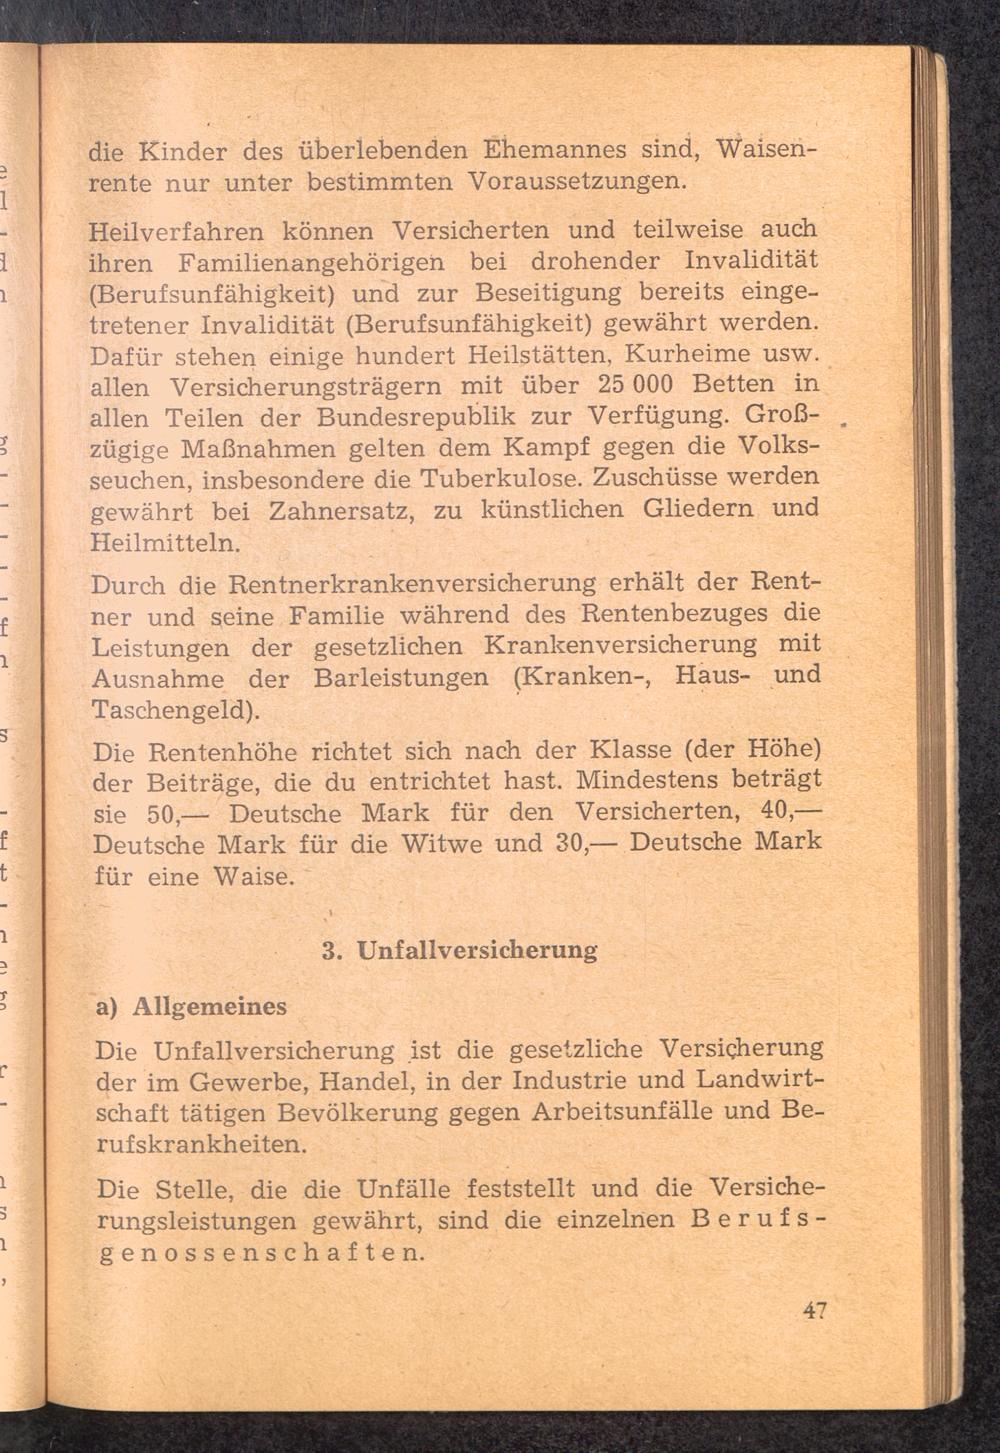 die Kinder des überlebenden Ehemannes sind, Waisen-
rente nur unter bestimmten Voraussetzungen.
Heilverfahren können Versicherten und teilweise auch
ihren Familienangehörigen bei drohender Invalidität
(Berufsunfähigkeit) und zur Beseitigung bereits einge-
tretener Invalidität (Berufsunfähigkeit) gewährt werden.
Dafür stehen einige hundert Heilstätten, Kurheime usw.
allen Versicherungsträgern mit über 25 000 Betten in
allen Teilen der Bundesrepublik zur Verfügung. Groß-
zügige Maßnahmen gelten dem Kampf gegen die Volks-
seuchen, insbesondere die Tuberkulose. Zuschüsse werden
gewährt bei Zahnersatz, zu künstlichen Gliedern und
Heilmitteln.
Durch die Rentnerkrankenversicherung erhält der Rent-
ner und seine Familie während des Rentenbezuges die
Leistungen der gesetzlichen Krankenversicherung mit
Ausnahme der Barleistungen (Kranken-, Haus- und
Taschengeld).
Die Rentenhöhe richtet sich nach der Klasse (der Höhe)
der Beiträge, die du entrichtet hast. Mindestens beträgt
sie 50,— Deutsche Mark für den Versicherten, 40,—
Deutsche Mark für die Witwe und 30,— Deutsche Mark
für eine Waise.
3. Unfallversicherung
a) Allgemeines
Die Unfallversicherung ist die gesetzliche Versicherung
der im Gewerbe, Handel, in der Industrie und Landwirt-
schaft tätigen Bevölkerung gegen Arbeitsunfälle und Be-
rufskrankheiten.
Die Stelle, die die Unfälle feststellt und die Versiche-
rungsleistungen gewährt, sind die einzelnen Berufs-
genossenschaften.
47